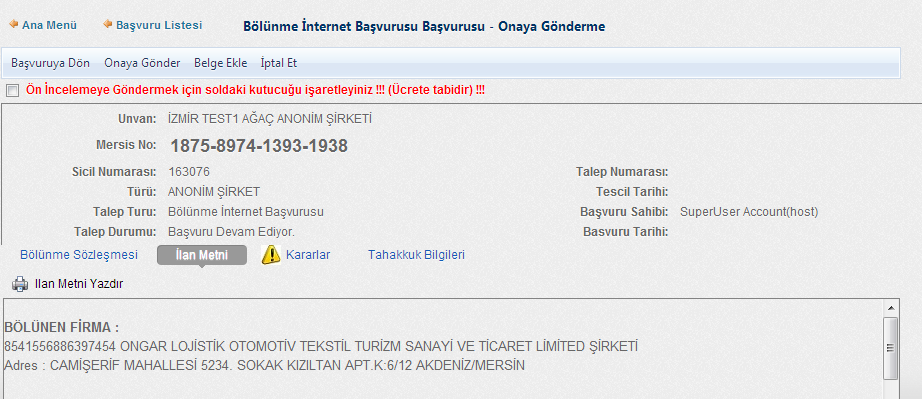 Ana Menü Başvuru Listesi Bölünme İnternet Başvurusu Başvurusu - Onaya Gönderme
Başvuruya Dön Onaya Gönder Belge Ekle İptal Et
Ön İncelemeye Göndermek için soldaki kutucuğu işaretleyiniz !!! (Ücrete tabidir) !!!
Unvan: İZMİR TEST1 AĞAÇ ANONİM ŞİRKETİ
Mersis No: 1875-8974-1393-1938
Sicil Numarası: 163076 Talep Numarası:
Türü: ANONİM ŞİRKET Tescil Tarihi:
Talep Turu: Bölünme İnternet Başvurusu Başvuru Sahibi: SuperUser Account(host)
Talep Durumu: Başvuru Devam Ediyor. Basvuru Tarihi:
Bölünme Sözleşmesi İlan Metni Kararlar Tahakkuk Bilgileri
Ilan Metni Yazdır
BÖLÜNEN FİRMA :
8541556886397454 ONGAR LOJİSTİK OTOMOTİV TEKSTİL TURİZM SANAYİ VE TİCARET LİMİTED ŞİRKETİ
Adres : CAMİŞERİF MAHALLESİ 5234. SOKAK KIZILTAN APT.K:6/12 AKDENİZ/MERSİN